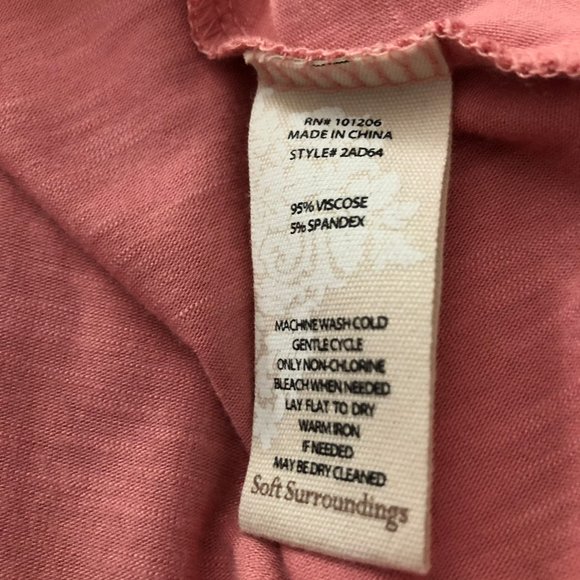 RN# 101206
MADE IN CHINA
STYLE# 2AD64
95% VISCOSE
5% SPANDEX
MACHINE WASH COLD
GENTLE CYCLE
ONLY NON-CHLORINE
BLEACH WHEN NEEDED
LAY FLAT TO DRY
WARM IRON
IF NEEDED
MAY BE DRY CLEANED
Soft Surroundings